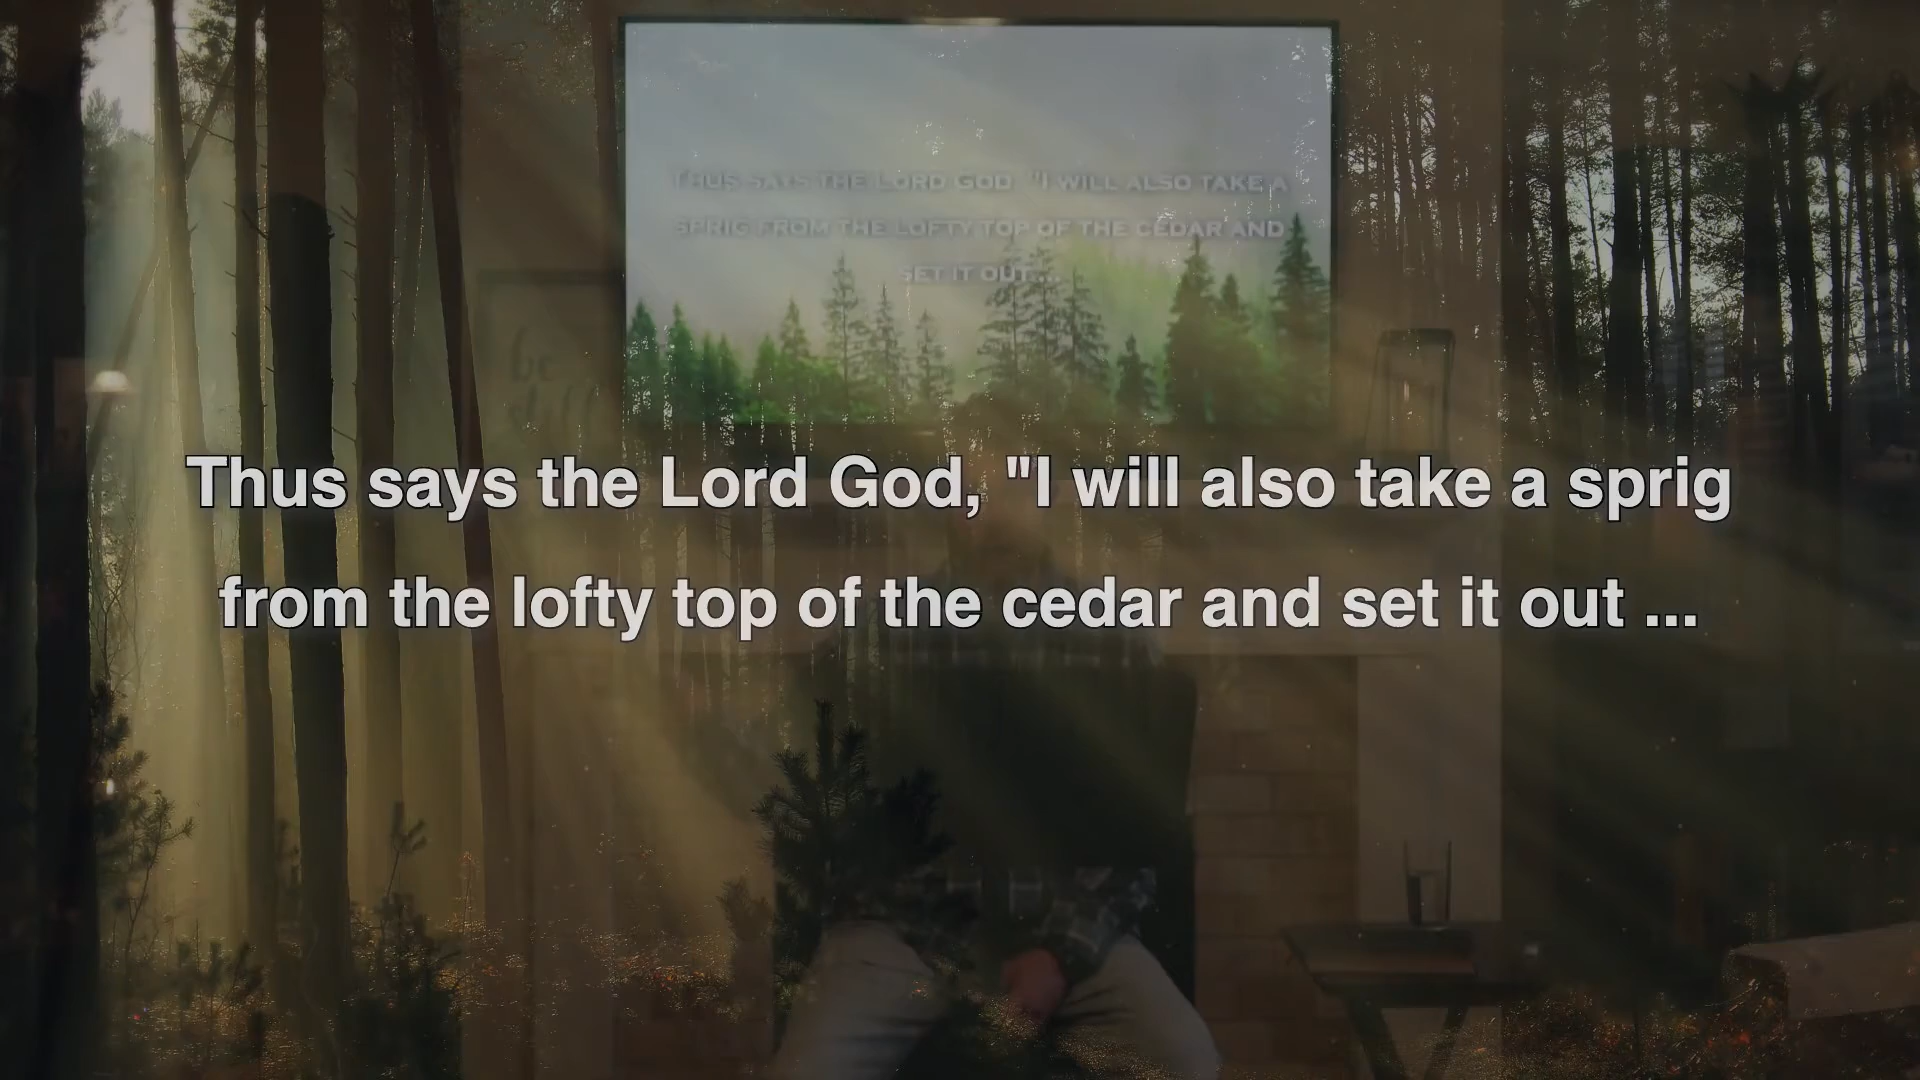 THUS SAYS THE LORD GOD, "I WILL ALSO TAKE A
SPRIG FROM THE LOFTY TOP OF THE CEDAR AND
SET IT OUT ...
be
still
Thus says the Lord God, "I will also take a sprig
from the lofty top of the cedar and set it out ...